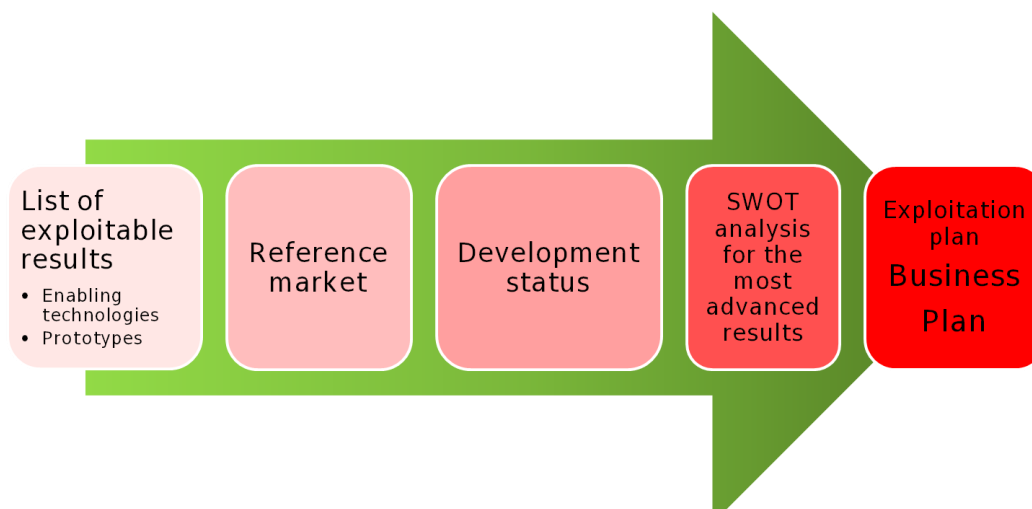 List of
exploitable
results
• Enabling
technologies
• Prototypes
Reference
market
Development
status
SWOT
analysis
for the
most
advanced
results
Exploitation
plan
Business
Plan